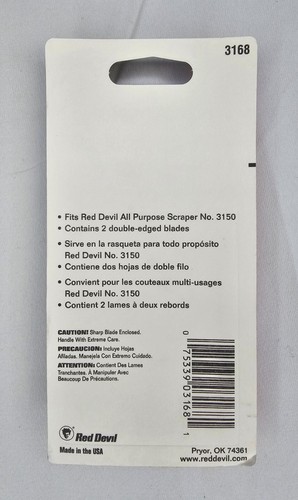 3168
• Fits Red Devil All Purpose Scraper No. 3150
• Contains 2 double-edged blades
• Sirve en la rasqueta para todo propósito
Red Devil No. 3150
• Contiene dos hojas de doble filo
• Convient pour les couteaux multi-usages
Red Devil No. 3150
• Contient 2 lames à deux rebords
CAUTION! Sharp Blade Enclosed.
Handle With Extreme Care.
PRECAUCION: Incluye Hojas
Afiladas. Manejela Con Extremo Cuidado.
ATTENTION: Contient Des Lames
Tranchantes. À Manipuler Avec
Beaucoup De Précautions.
0 75339 03168 1
Red Devil
Made in the USA
Pryor, OK 74361
www.reddevil.com®